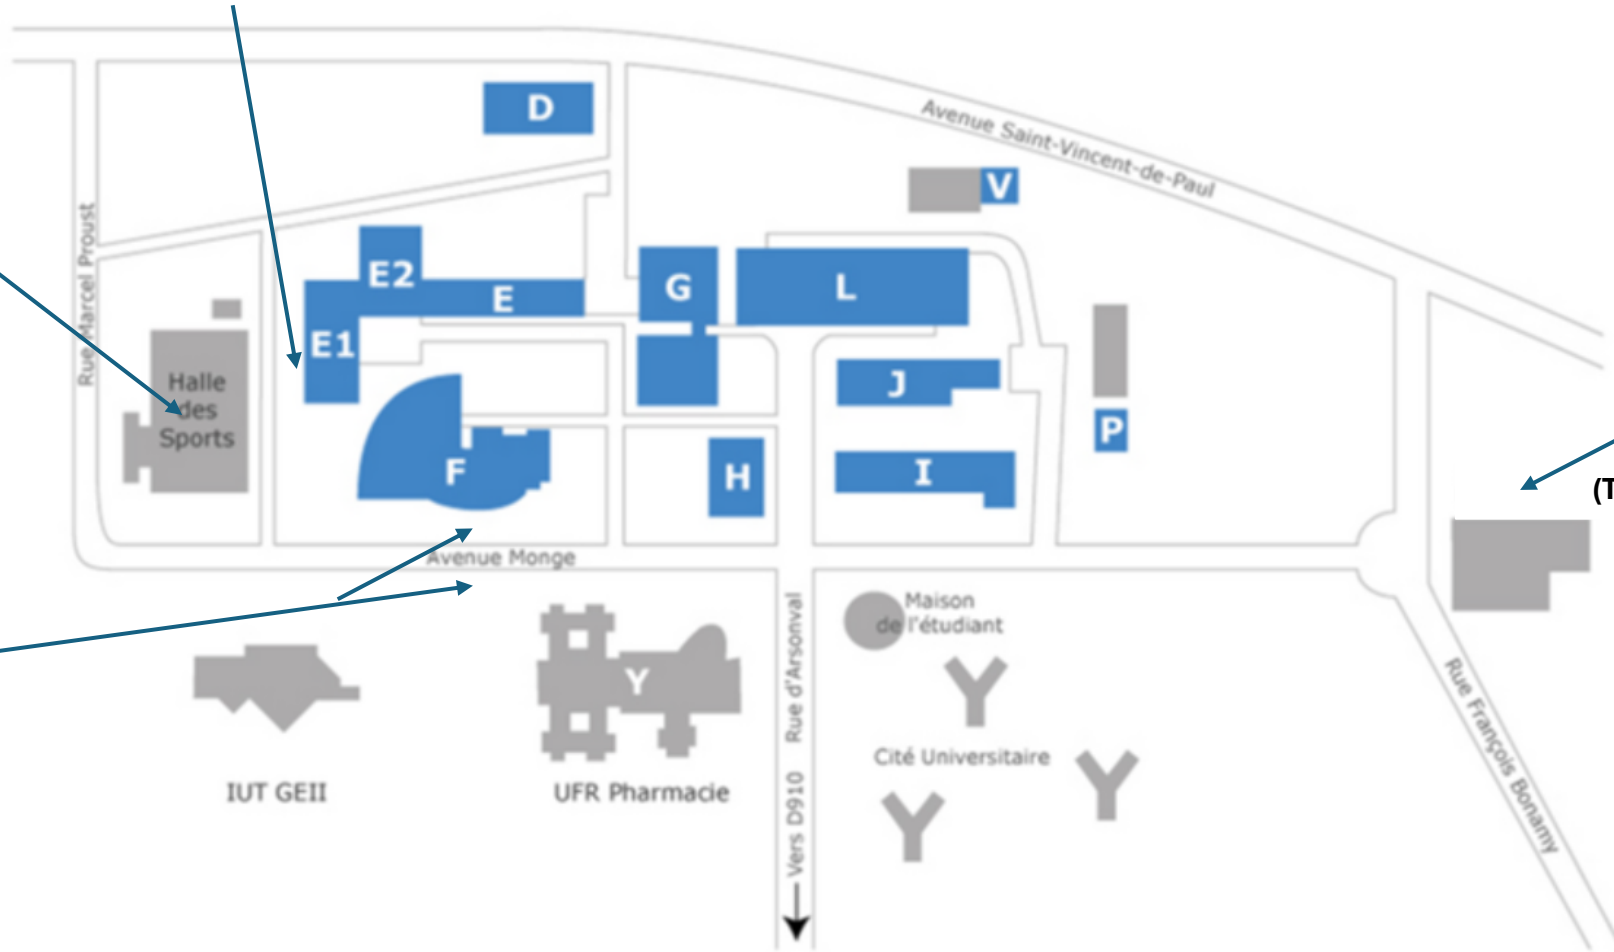 D
Avenue Saint-Vincent-de-Paul
V
Rue Marcel Proust
E2
E
G
L
E1
Halle
des
Sports
J
P
F
H
I
(T
Avenue Monge
Maison
de l'étudiant
Rue d'Arsonval
Y
Rue François Bonamy
Cité Universitaire
Vers D910
IUT GEII
UFR Pharmacie